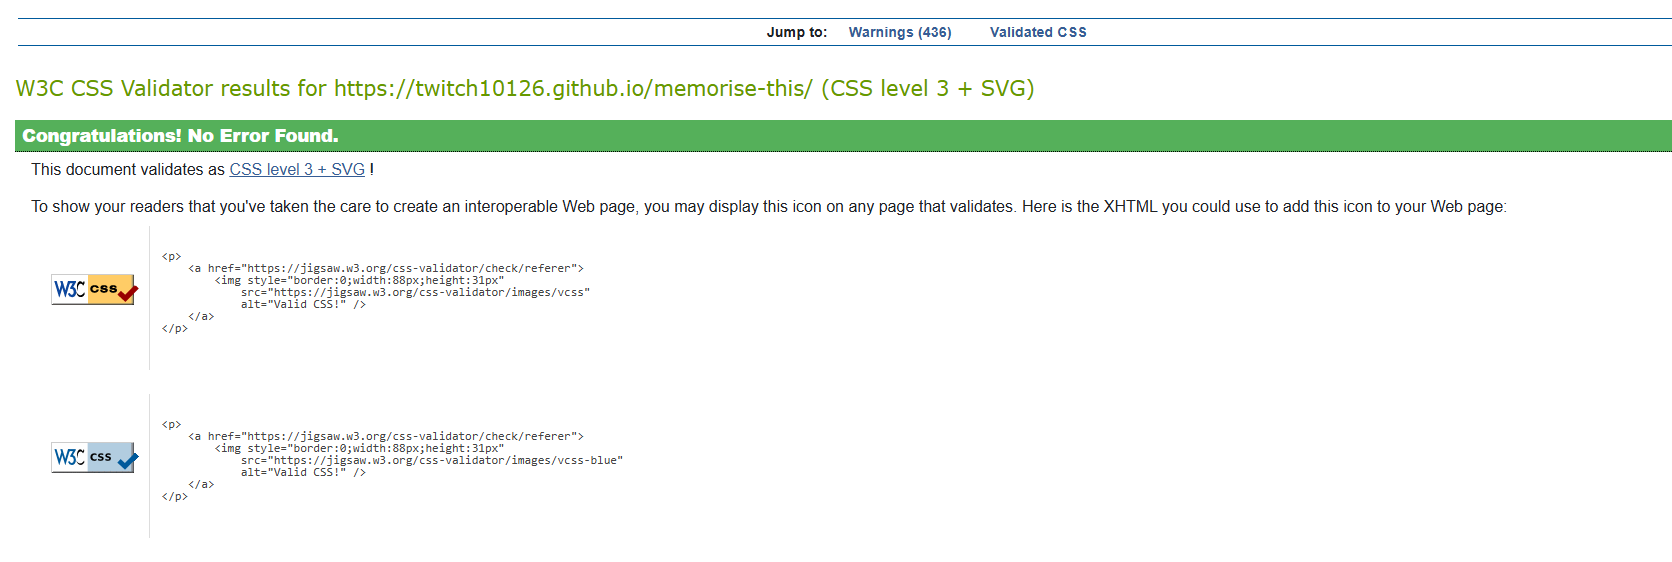 Jump to: Warnings (436) Validated CSS
W3C CSS Validator results for https://twitch10126.github.io/memorise-this/ (CSS level 3 + SVG)
Congratulations! No Error Found.
This document validates as CSS level 3 + SVG !
To show your readers that you've taken the care to create an interoperable Web page, you may display this icon on any page that validates. Here is the XHTML you could use to add this icon to your Web page:
W3C css
<p>
<a href="https://jigsaw.w3.org/css-validator/check/referer">
<img style="border:0;width:88px;height:31px"
src="https://jigsaw.w3.org/css-validator/images/vcss"
alt="Valid CSS!" />
</a>
</p>
W3C css
<p>
<a href="https://jigsaw.w3.org/css-validator/check/referer">
<img style="border:0;width:88px;height:31px"
src="https://jigsaw.w3.org/css-validator/images/vcss-blue"
alt="Valid CSS!" />
</a>
</p>